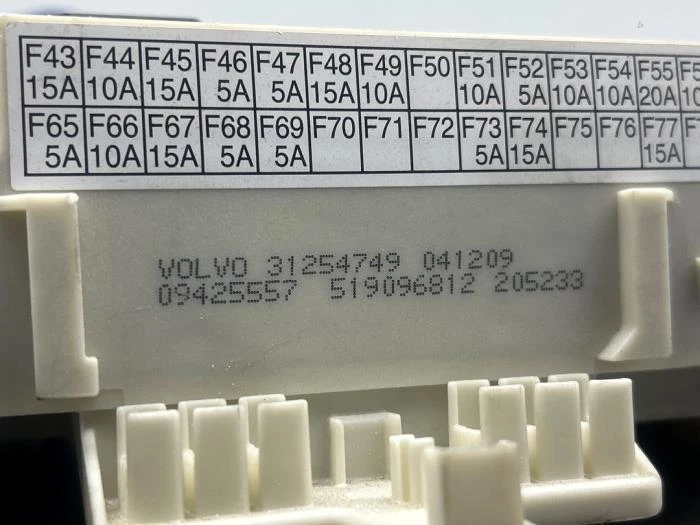 F43 F44 F45 F46 F47 F48 F49 F50 F51 F52 F53 F54 F55
15A 10A 15A 5A 5A 15A 10A 10A 5A 10A 10A 20A
F65 F66 F67 F68 F69 F70 F71 F72 F73 F74 F75 F76 F77
5A 10A 15A 5A 5A 5A 15A 15A
VOLVO 31254749 041209
09425557 519096812 205233